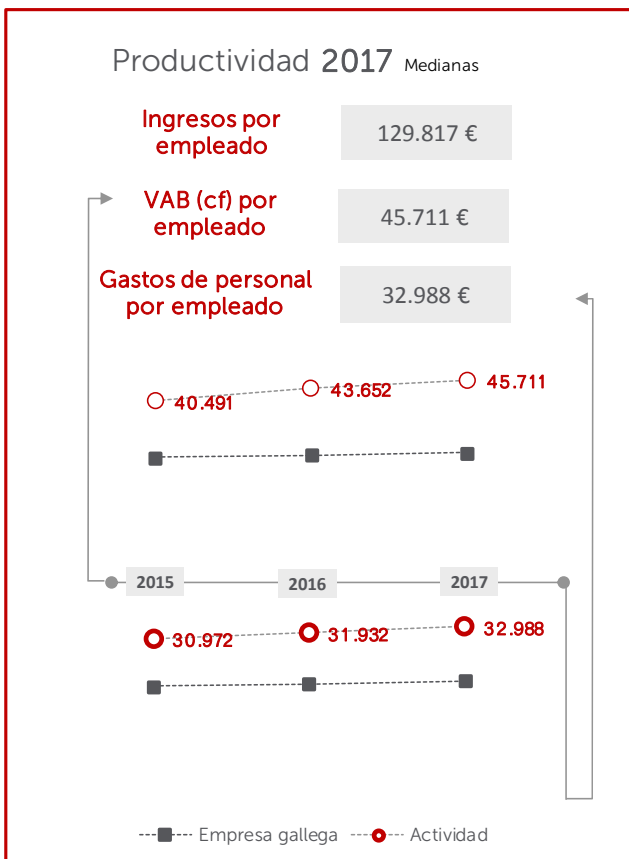 Productividad 2017 Medianas
Ingresos por
empleado
129.817 €
VAB (cf) por
empleado
45.711 €
Gastos de personal
por empleado
32.988 €
40.491
43.652
45.711
2015
2016
2017
30.972
31.932
32.988
Empresa gallega
Actividad